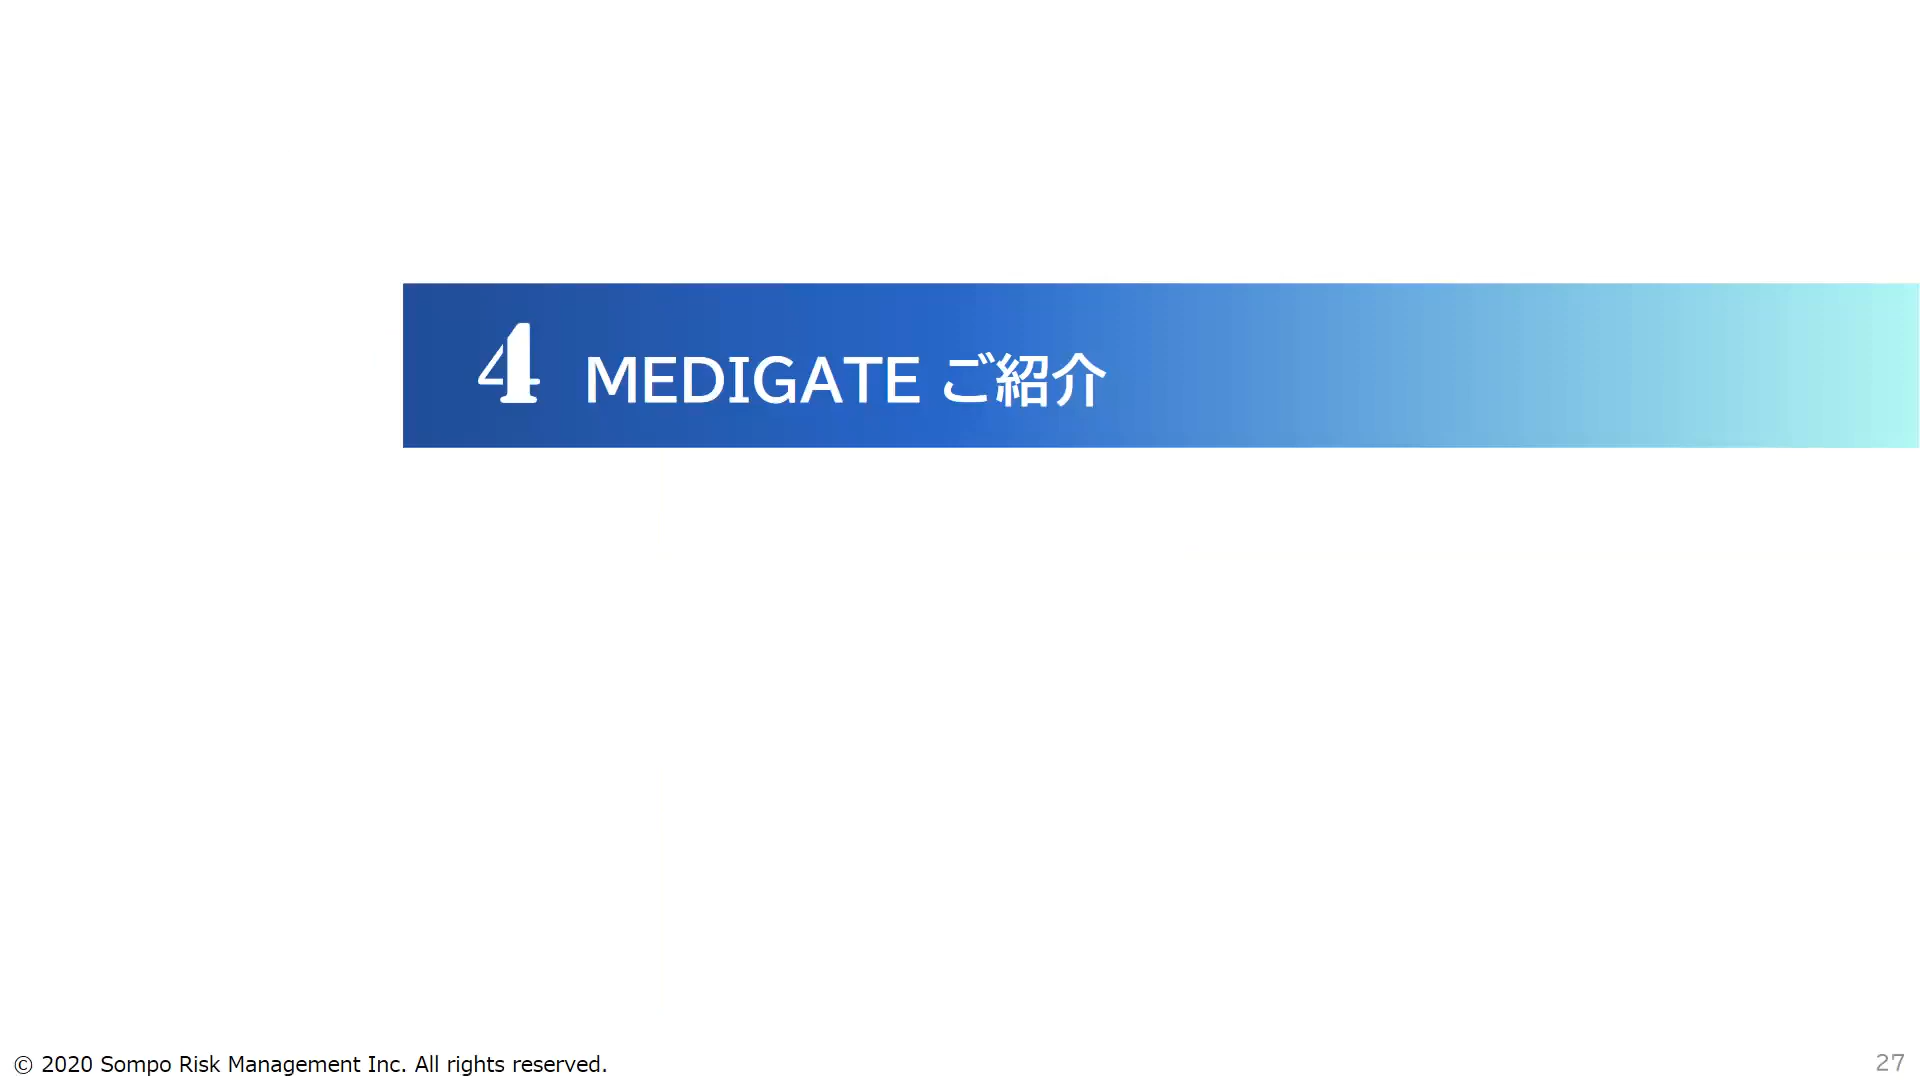 4 MEDIGATE ご紹介
© 2020 Sompo Risk Management Inc. All rights reserved.
27